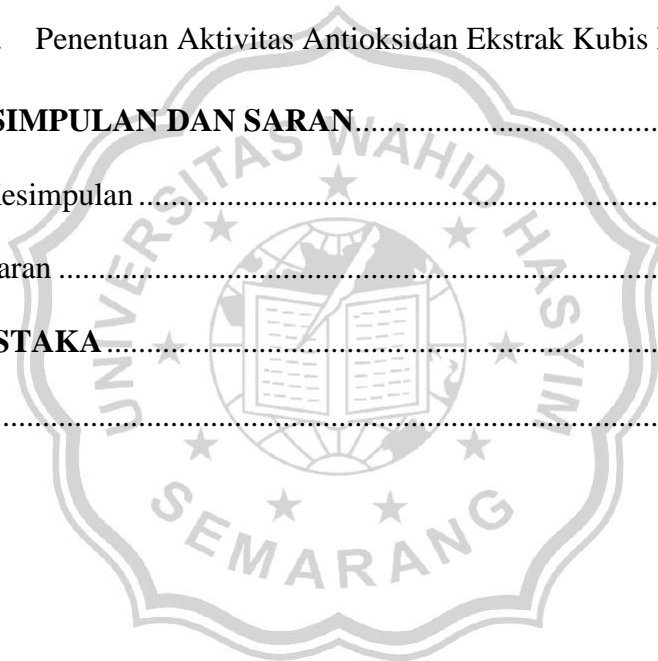 . Penentuan Aktivitas Antioksidan Ekstrak Kubis
SIMPULAN DAN SARAN
esimpulan
aran
STAKA
UNIVERSITAS WAHID HASYIM
SEMARANG